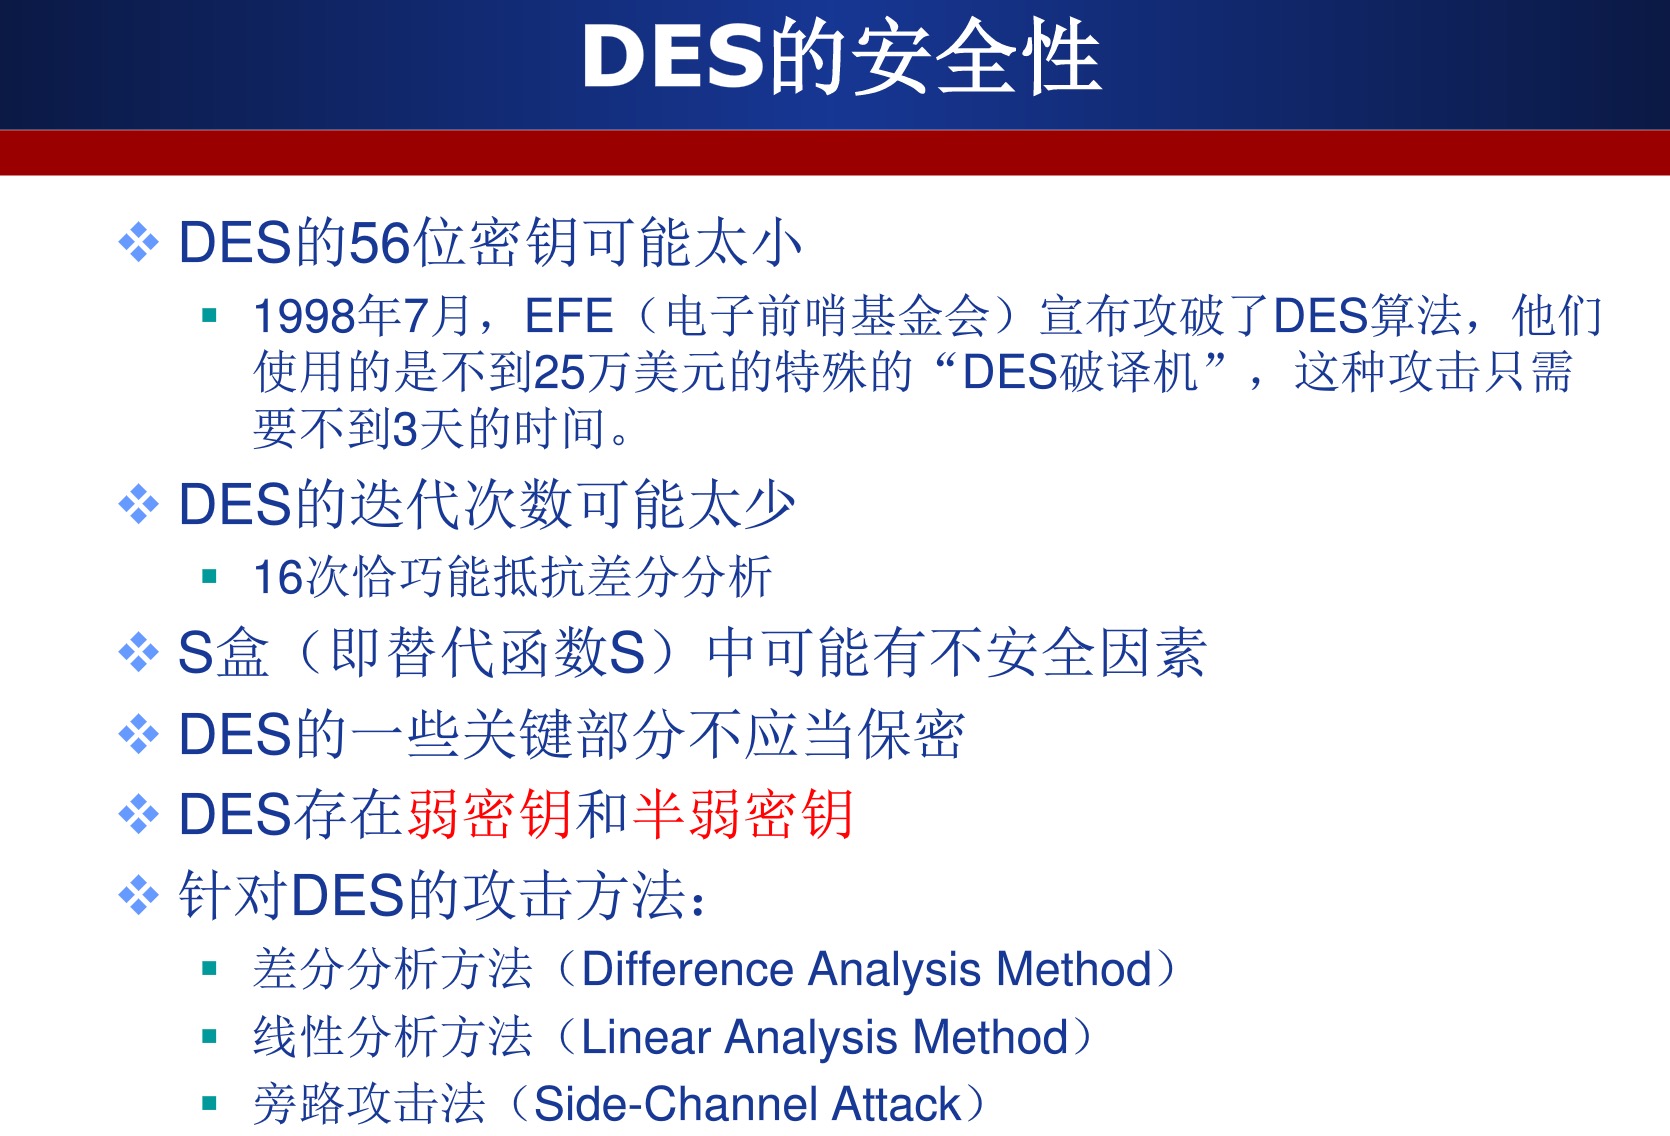 DES的安全性
DES的56位密钥可能太小
1998年7月，EFE（电子前哨基金会）宣布攻破了DES算法，他们
使用的是不到25万美元的特殊的“DES破译机”，这种攻击只需
要不到3天的时间。
DES的迭代次数可能太少
16次恰巧能抵抗差分分析
S盒（即替代函数S）中可能有不安全因素
DES的一些关键部分不应当保密
DES存在弱密钥和半弱密钥
针对DES的攻击方法：
差分分析方法（Difference Analysis Method）
线性分析方法（Linear Analysis Method）
旁路攻击法（Side-Channel Attack）